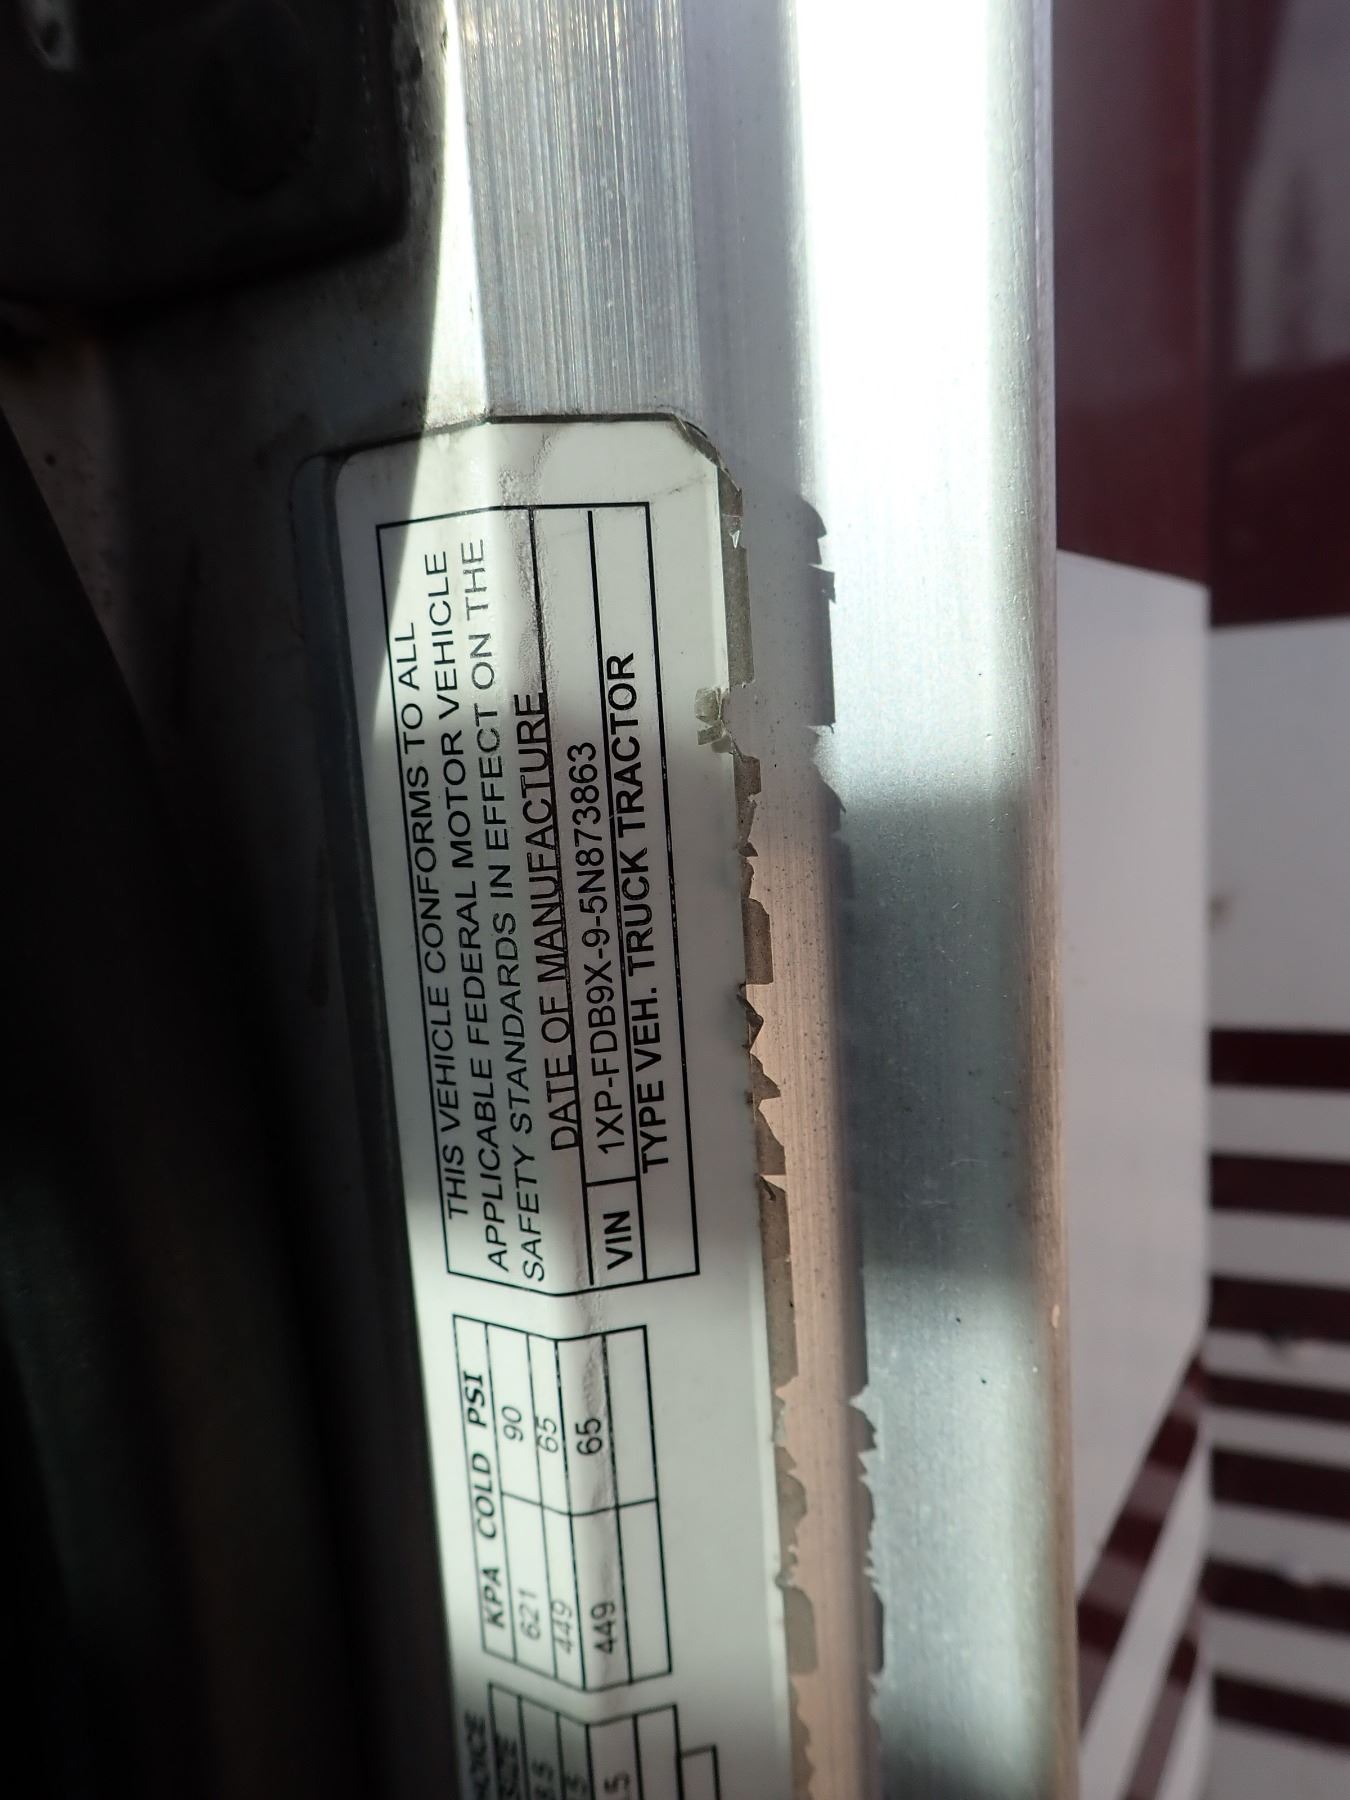 THIS VEHICLE CONFORMS TO ALL
APPLICABLE FEDERAL MOTOR VEHICLE
SAFETY STANDARDS IN EFFECT ON THE
DATE OF MANUFACTURE
VIN 1XP-FDB9X-9-5N873863
TYPE VEH. TRUCK TRACTOR
KPA COLD PSI
621 90
449 65
449 65